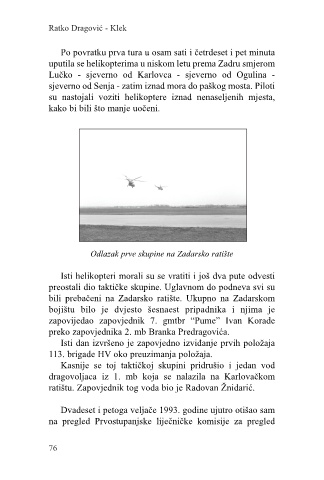 Ratko Dragović - Klek
Po povratku prva tura u osam sati i četrdeset i pet minuta
uputila se helikopterima u niskom letu prema Zadru smjerom
Lučko - sjeverno od Karlovca - sjeverno od Ogulina -
sjeverno od Senja - zatim iznad mora do paškog mosta. Piloti
su nastojali voziti helikoptere iznad nenaseljenih mjesta,
kako bi bili što manje uočeni.
Odlazak prve skupine na Zadarsko ratište
Isti helikopteri morali su se vratiti i još dva pute odvesti
preostali dio taktičke skupine. Uglavnom do podneva svi su
bili prebačeni na Zadarsko ratište. Ukupno na Zadarskom
bojištu bilo je dvjesto šesnaest pripadnika i njima je
zapovijedao zapovjednik 7. gmtbr “Pume” Ivan Korade
preko zapovjednika 2. mb Branka Predragovića.
Isti dan izvršeno je zapovjedno izviđanje prvih položaja
113. brigade HV oko preuzimanja položaja.
Kasnije se toj taktičkoj skupini pridružio i jedan vod
dragovoljaca iz 1. mb koja se nalazila na Karlovačkom
ratištu. Zapovjednik tog voda bio je Radovan Žnidarić.
Dvadeset i petoga veljače 1993. godine ujutro otišao sam
na pregled Prvostupanjske liječničke komisije za pregled
76